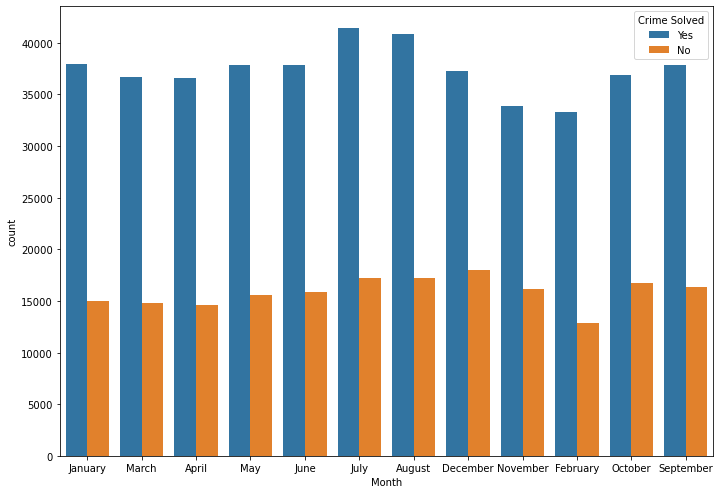 Crime Solved
Yes
No
40000
35000
30000
25000
20000
15000
10000
5000
0
count
January March April May June July August December November February October September
Month